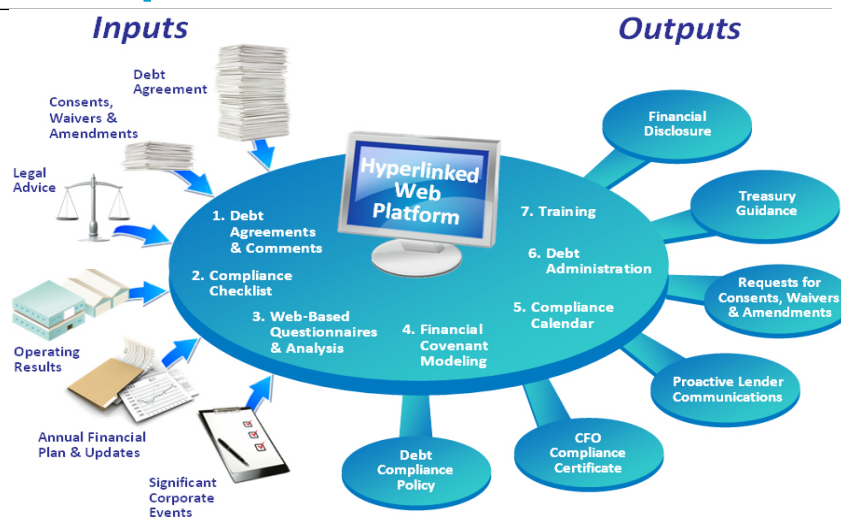 Inputs
Outputs
Debt
Agreement
Consents,
Waivers &
Amendments
Legal
Advice
Operating
Results
Annual Financial
Plan & Updates
Significant
Corporate
Events
Hyperlinked
Web
Platform
1. Debt
Agreements
& Comments
2. Compliance
Checklist
3. Web-Based
Questionnaires
& Analysis
4. Financial
Covenant
Modeling
5. Compliance
Calendar
6. Debt
Administration
7. Training
Financial
Disclosure
Treasury
Guidance
Requests for
Consents, Waivers
& Amendments
Proactive Lender
Communications
CFO
Compliance
Certificate
Debt
Compliance
Policy